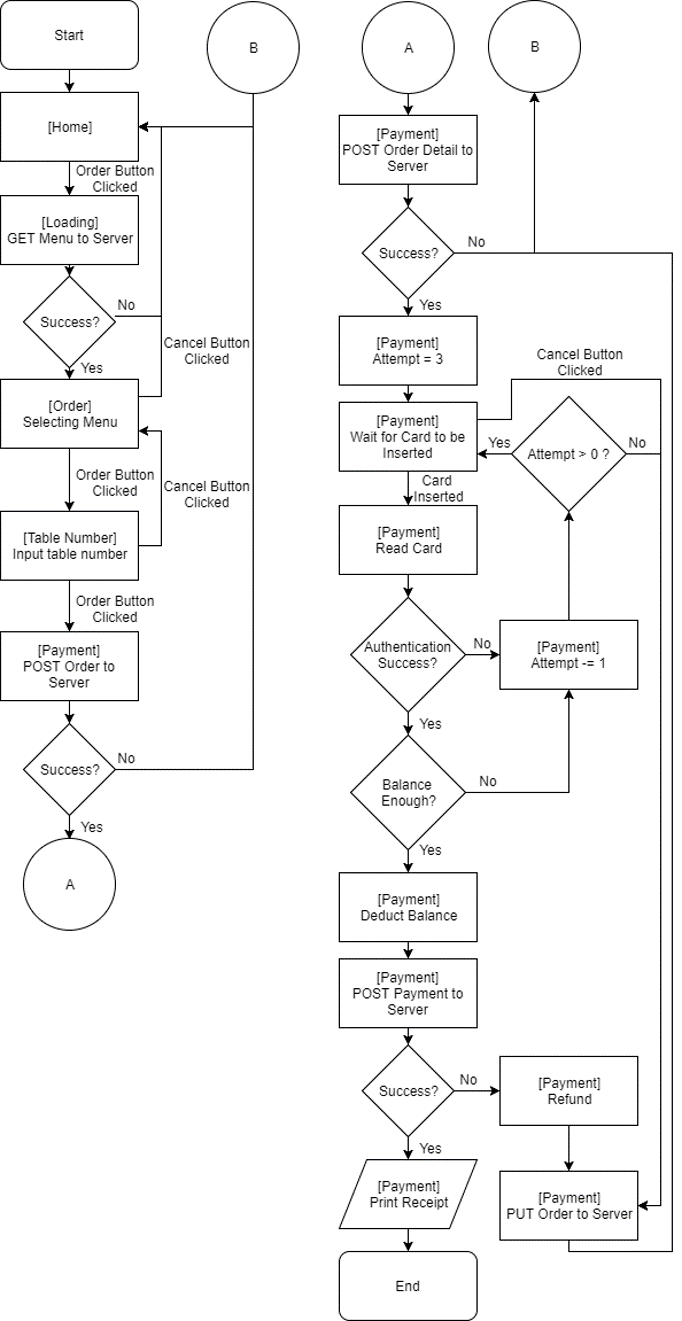 Start
[Home]
Order Button
Clicked
[Loading]
GET Menu to Server
Success?
No
Yes
Cancel Button
Clicked
[Order]
Selecting Menu
Order Button
Clicked
Cancel Button
Clicked
[Table Number]
Input table number
Order Button
Clicked
[Payment]
POST Order to
Server
Success?
No
Yes
A
B
A
B
[Payment]
POST Order Detail to
Server
Success?
No
Yes
[Payment]
Attempt = 3
Cancel Button
Clicked
[Payment]
Wait for Card to be
Inserted
Yes
Attempt > 0 ?
No
Card
Inserted
[Payment]
Read Card
Authentication
Success?
No
[Payment]
Attempt -= 1
Yes
Balance
Enough?
No
Yes
[Payment]
Deduct Balance
[Payment]
POST Payment to
Server
Success?
No
[Payment]
Refund
Yes
[Payment]
Print Receipt
[Payment]
PUT Order to Server
End